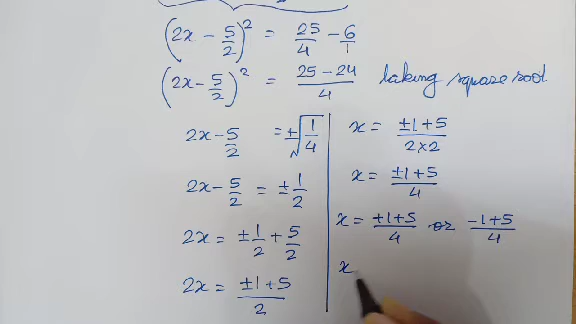 (2x - 5/2)² = 25/4 - 6/1
(2x - 5/2)² = (25 - 24)/4 taking square root
2x - 5/2 = ±√(1/4)
2x - 5/2 = ±1/2
2x = ±1/2 + 5/2
2x = (±1 + 5)/2
x = (±1 + 5)/(2×2)
x = (±1 + 5)/4
x = (+1 + 5)/4 or (-1 + 5)/4
x